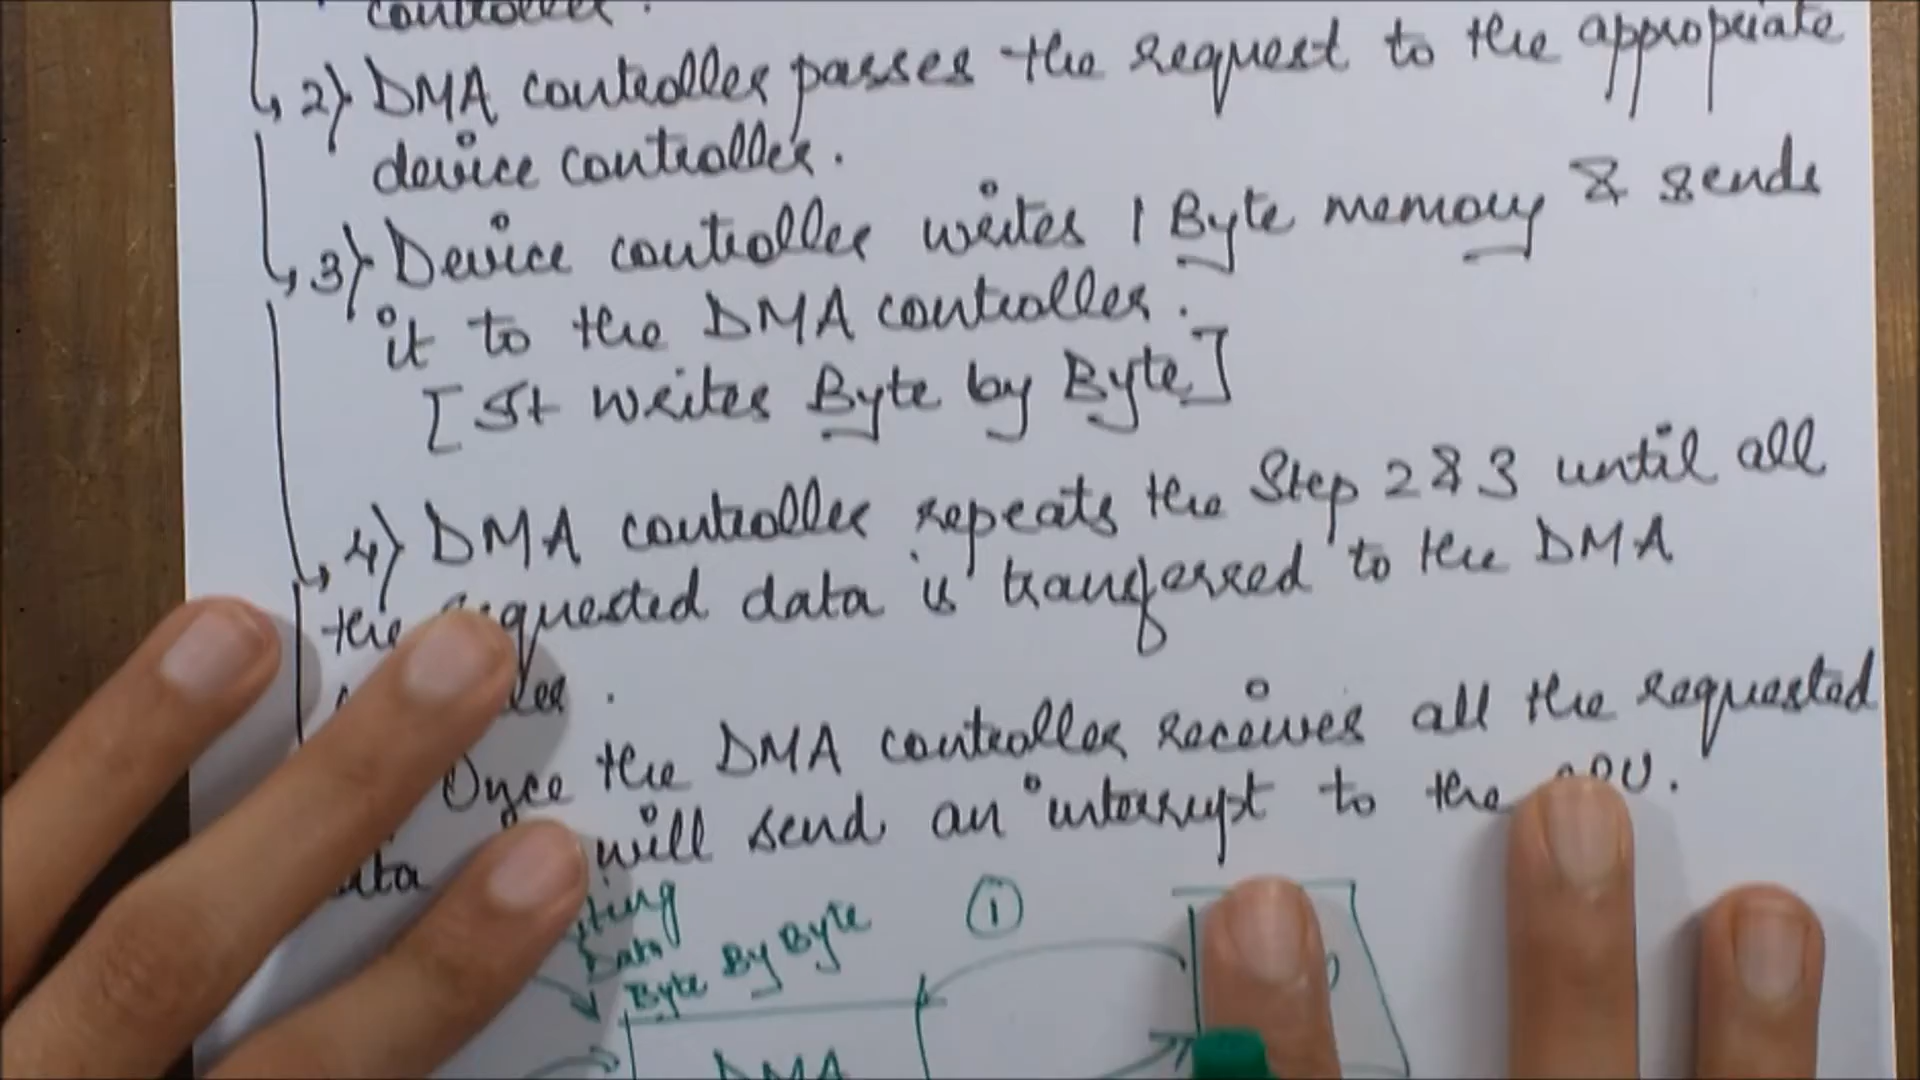 controller.
2) DMA controller passes the request to the appropriate
device controller.
3) Device controller writes 1 Byte memory & sends
it to the DMA controller.
[It writes Byte by Byte]
4) DMA controller repeats the Step 2 & 3 until all
the requested data is transferred to the DMA
Once the DMA controller receives all the requested
will send an interrupt to the CPU.
Data
Byte By Byte
1
DMA